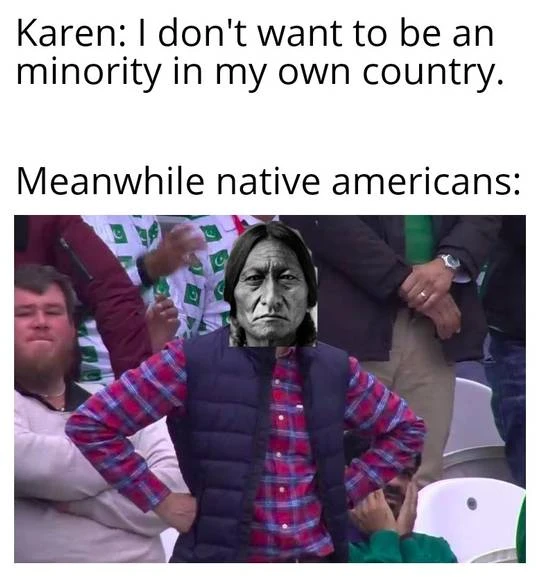 Karen: I don't want to be an
minority in my own country.
Meanwhile native americans: